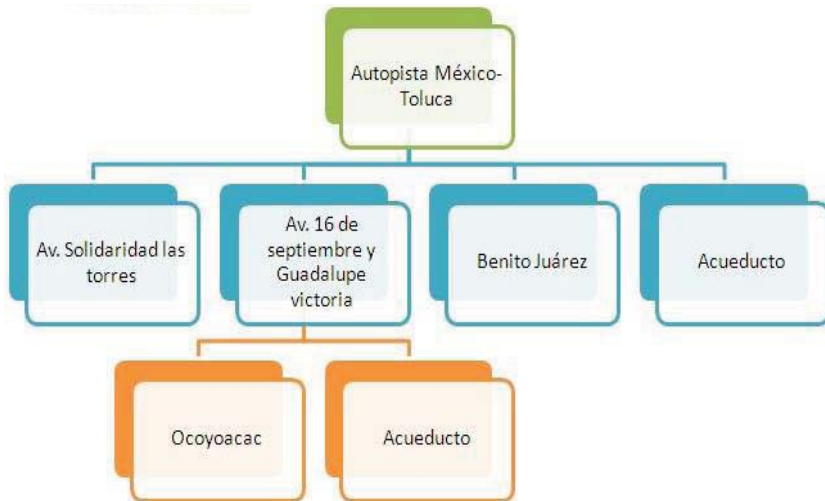 Autopista México-
Toluca
Av. Solidaridad las
torres
Av. 16 de
septiembre y
Guadalupe
victoria
Benito Juárez
Acueducto
Ocoyoacac
Acueducto